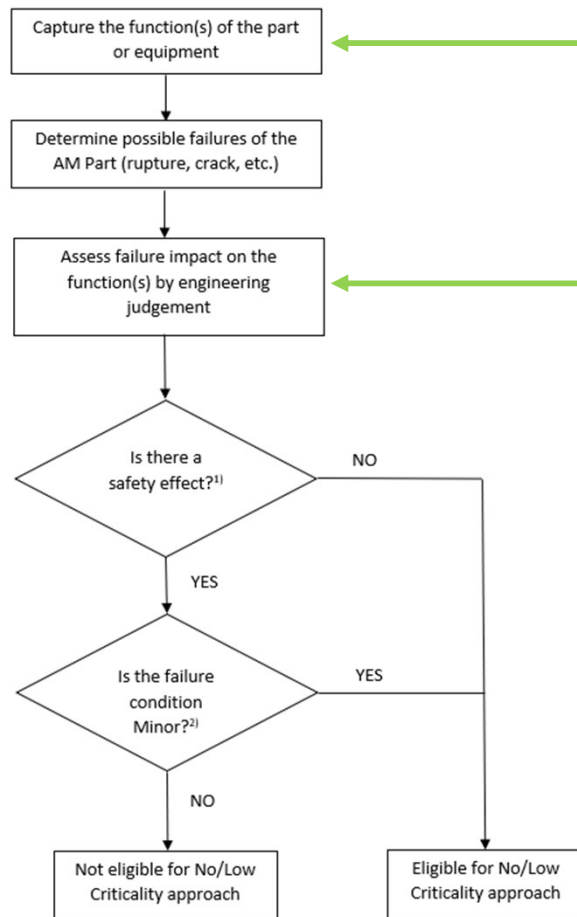 Capture the function(s) of the part
or equipment
Determine possible failures of the
AM Part (rupture, crack, etc.)
Assess failure impact on the
function(s) by engineering
judgement
Is there a
safety effect?¹⁾
NO
YES
Is the failure
condition
Minor?²⁾
YES
NO
Not eligible for No/Low
Criticality approach
Eligible for No/Low
Criticality approach